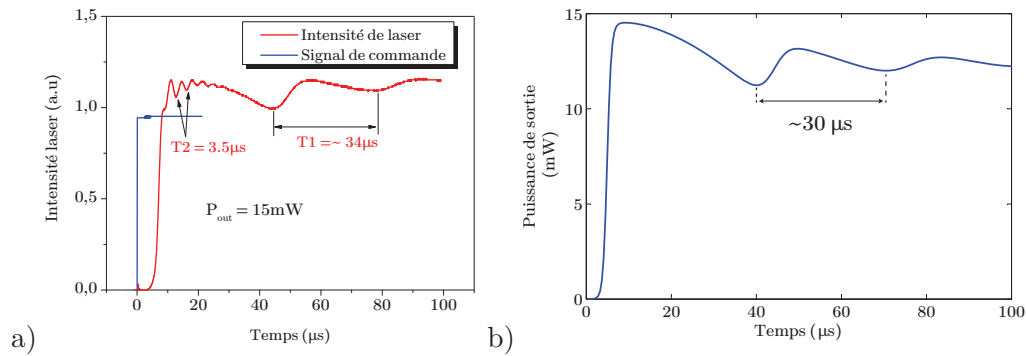 1,5
1,0
0,5
0,0
Intensité laser (a.u)
Intensité de laser
Signal de commande
T2 = 3.5µs
T1 =~ 34µs
P_out = 15mW
0 20 40 60 80 100
Temps (µs)
a)
15
10
5
0
Puissance de sortie
(mW)
~30 µs
0 20 40 60 80 100
Temps (µs)
b)